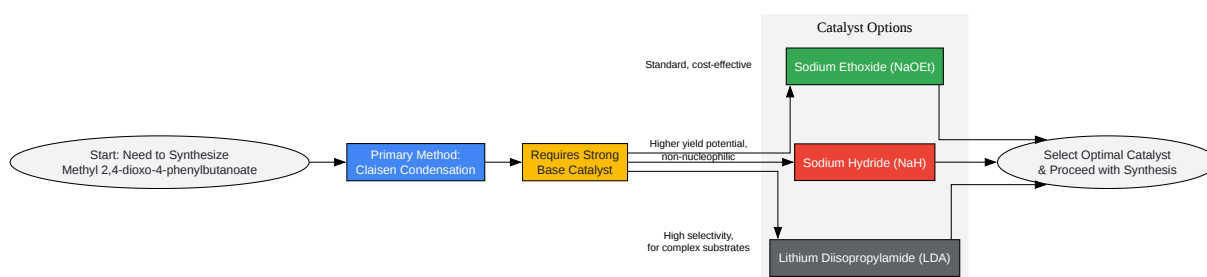 Catalyst Options
Standard, cost-effective
Sodium Ethoxide (NaOEt)
Start: Need to Synthesize
Methyl 2,4-dioxo-4-phenylbutanoate
Primary Method:
Claisen Condensation
Requires Strong
Base Catalyst
Higher yield potential,
non-nucleophilic
Sodium Hydride (NaH)
Select Optimal Catalyst
& Proceed with Synthesis
High selectivity,
for complex substrates
Lithium Diisopropylamide (LDA)